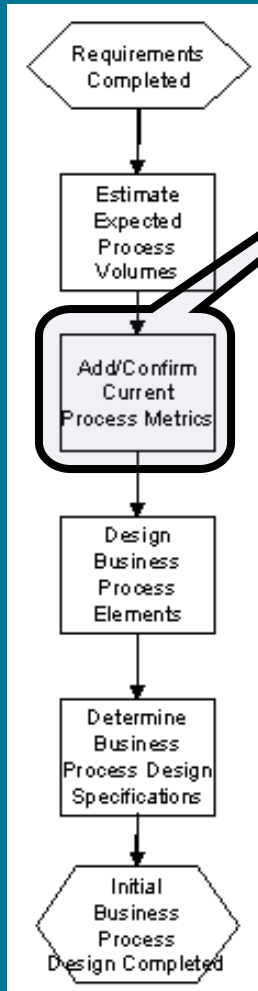 Requirements
Completed
Estimate
Expected
Process
Volumes
Add/Confirm
Current
Process Metrics
Design
Business
Process
Elements
Determine
Business
Process Design
Specifications
Initial
Business
Process
Design Completed